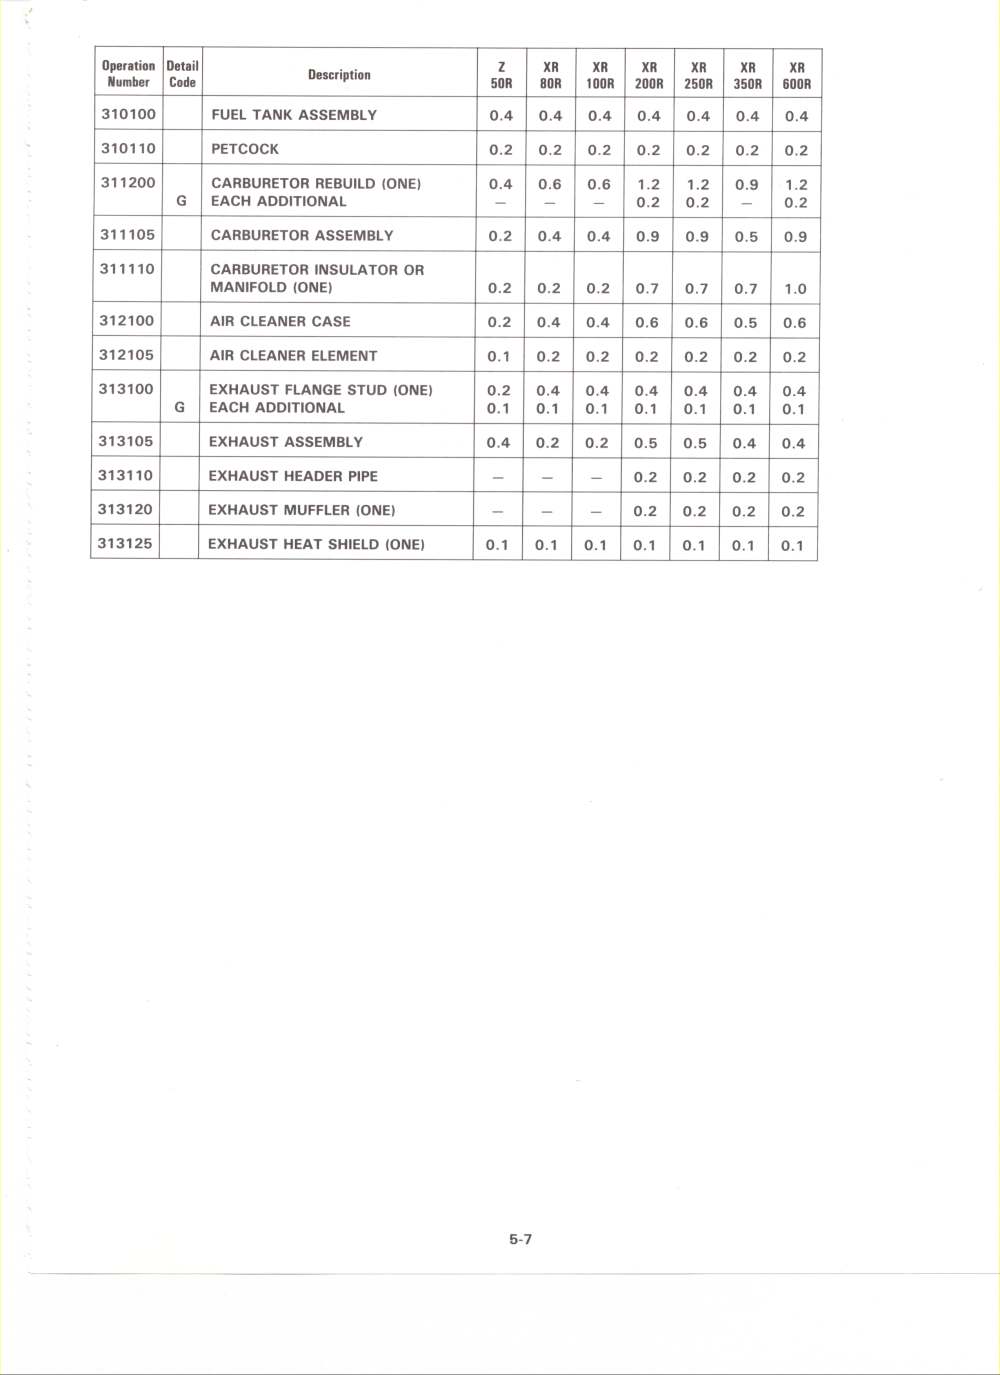 Operation Number | Detail Code | Description | Z 50R | XR 80R | XR 100R | XR 200R | XR 250R | XR 350R | XR 600R
310100 FUEL TANK ASSEMBLY 0.4 0.4 0.4 0.4 0.4 0.4 0.4
310110 PETCOCK 0.2 0.2 0.2 0.2 0.2 0.2 0.2
311200 CARBURETOR REBUILD (ONE) 0.4 0.6 0.6 1.2 1.2 0.9 1.2
G EACH ADDITIONAL – – – 0.2 0.2 – 0.2
311105 CARBURETOR ASSEMBLY 0.2 0.4 0.4 0.9 0.9 0.5 0.9
311110 CARBURETOR INSULATOR OR
MANIFOLD (ONE) 0.2 0.2 0.2 0.7 0.7 0.7 1.0
312100 AIR CLEANER CASE 0.2 0.4 0.4 0.6 0.6 0.5 0.6
312105 AIR CLEANER ELEMENT 0.1 0.2 0.2 0.2 0.2 0.2 0.2
313100 EXHAUST FLANGE STUD (ONE) 0.2 0.4 0.4 0.4 0.4 0.4 0.4
G EACH ADDITIONAL 0.1 0.1 0.1 0.1 0.1 0.1 0.1
313105 EXHAUST ASSEMBLY 0.4 0.2 0.2 0.5 0.5 0.4 0.4
313110 EXHAUST HEADER PIPE – – – 0.2 0.2 0.2 0.2
313120 EXHAUST MUFFLER (ONE) – – – 0.2 0.2 0.2 0.2
313125 EXHAUST HEAT SHIELD (ONE) 0.1 0.1 0.1 0.1 0.1 0.1 0.1
5-7